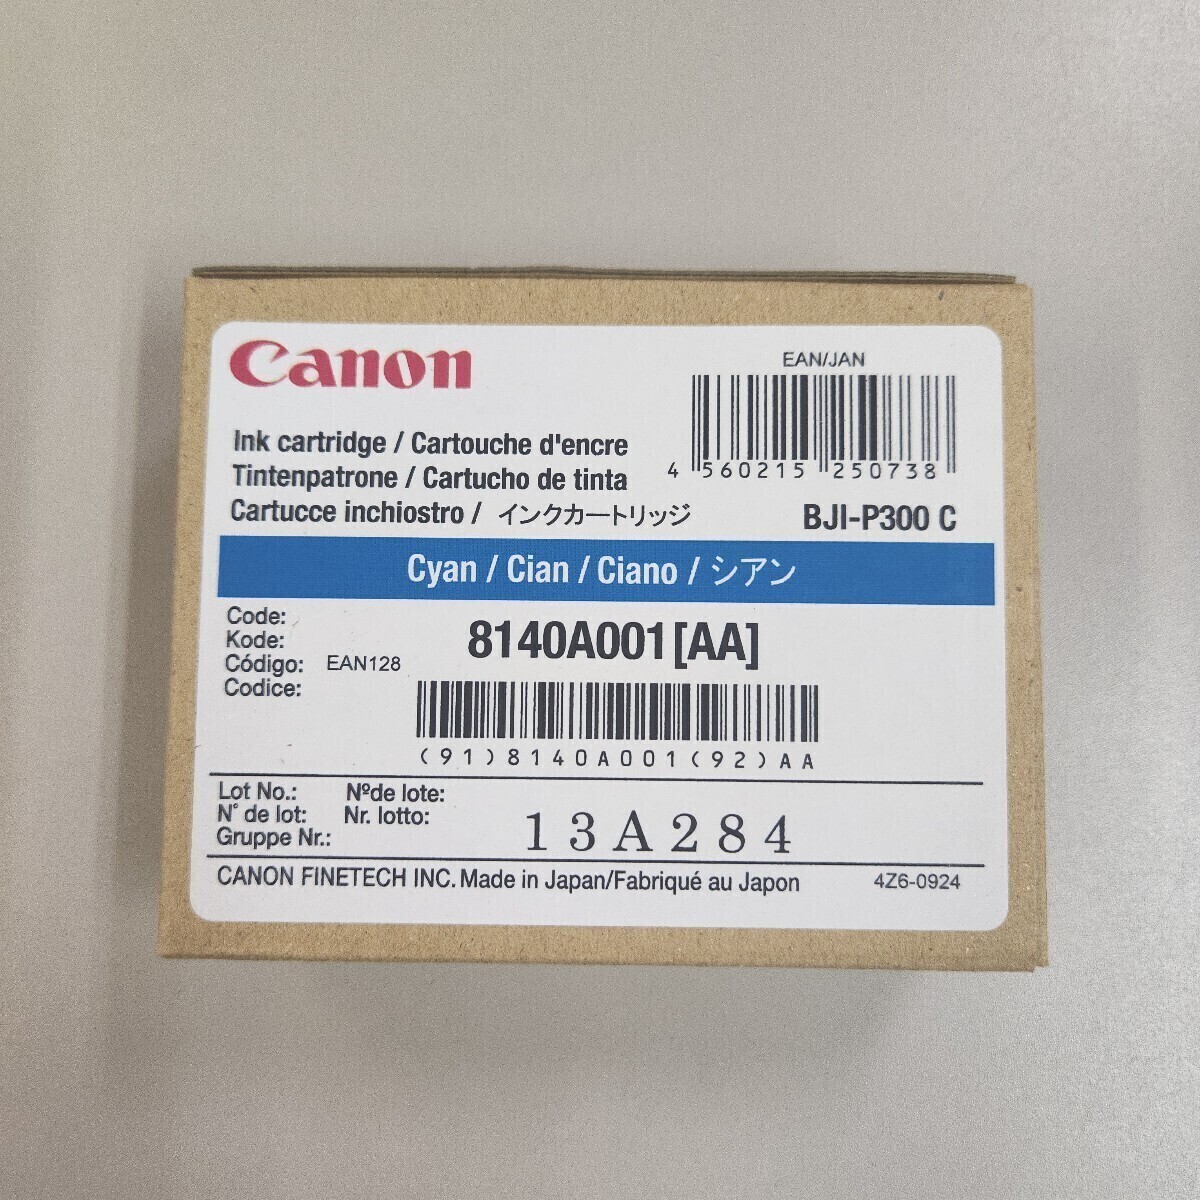 Canon
EAN/JAN
Ink cartridge / Cartouche d'encre
Tintenpatrone / Cartucho de tinta
4 560215 250738
Cartucce inchiostro / インクカートリッジ
BJI-P300 C
Cyan / Cian / Ciano / シアン
Code:
Kode:
Código: EAN128
Codice:
8140A001[AA]
(91)8140A001(92)AA
Lot No.: Nºde lote:
N° de lot: Nr. lotto:
Gruppe Nr.:
13A284
CANON FINETECH INC. Made in Japan/Fabriqué au Japon 4Z6-0924